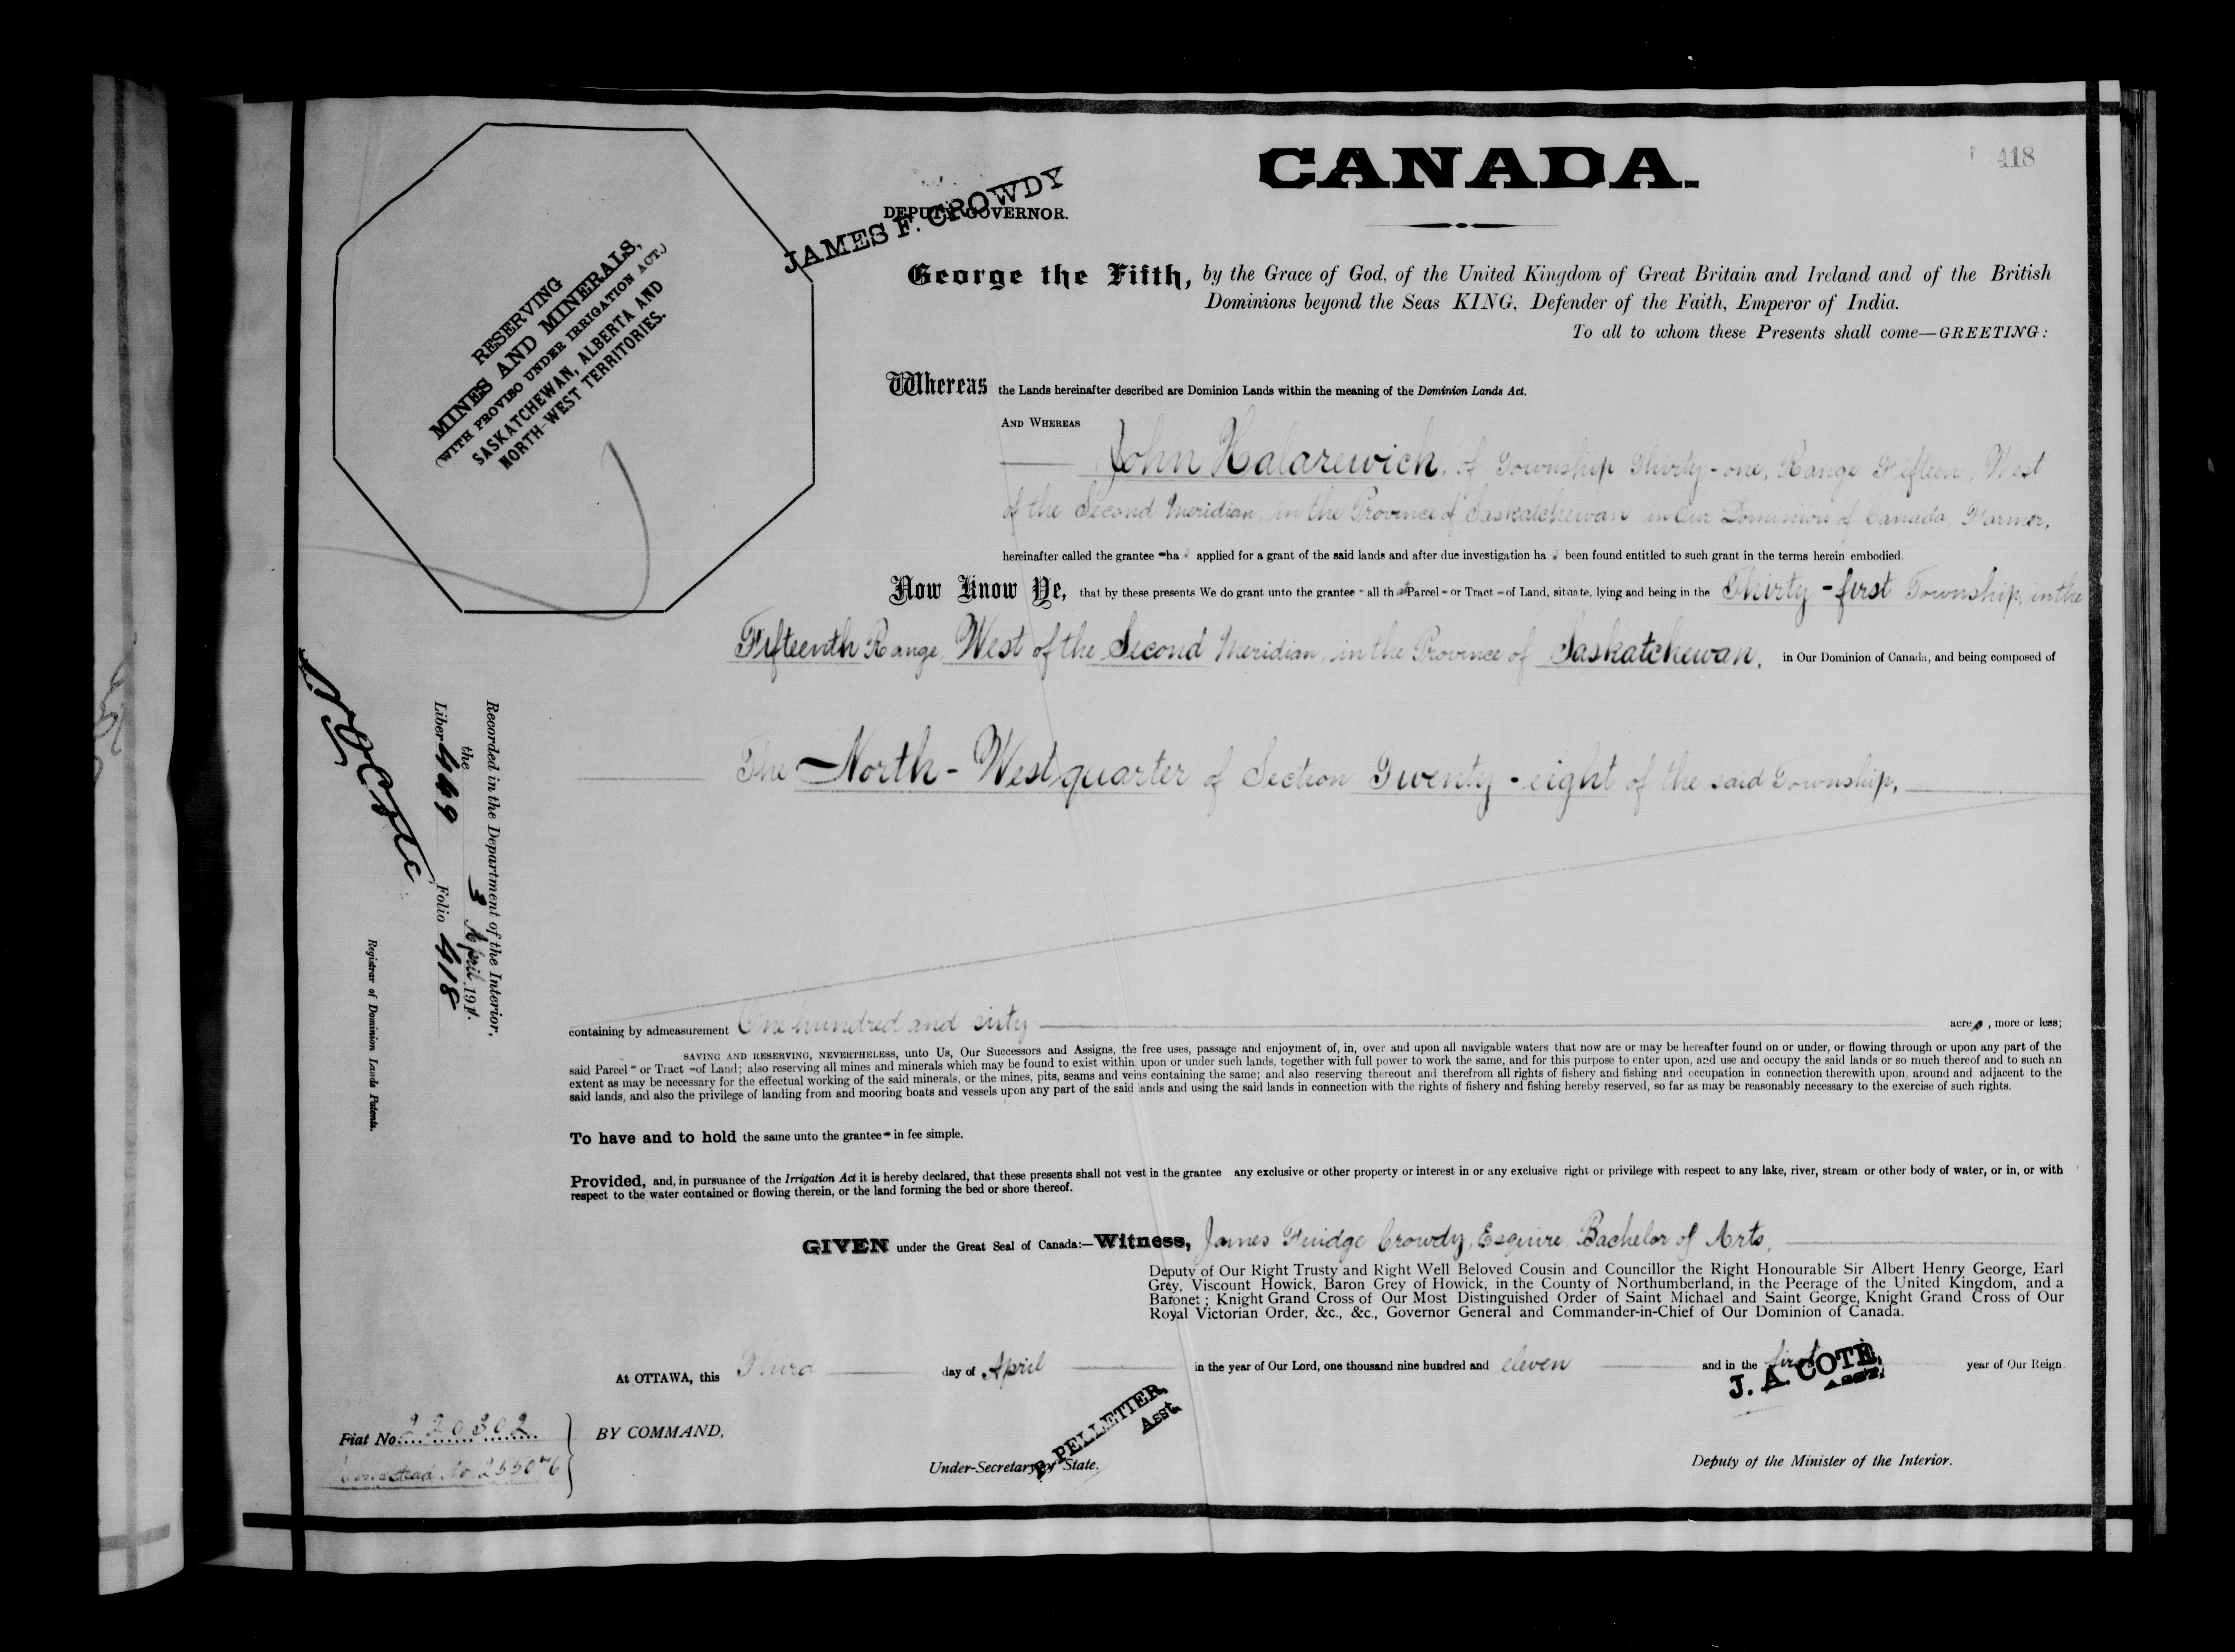 CANADA.
418
JAMES F. CROWDY
DEPUTY GOVERNOR.
RESERVING
MINES AND MINERALS,
(WITH PROVISO UNDER IRRIGATION ACT.)
SASKATCHEWAN, ALBERTA AND
NORTH-WEST TERRITORIES.
George the Fifth, by the Grace of God, of the United Kingdom of Great Britain and Ireland and of the British
Dominions beyond the Seas KING, Defender of the Faith, Emperor of India.
To all to whom these Presents shall come—GREETING:
Whereas the Lands hereinafter described are Dominion Lands within the meaning of the Dominion Lands Act.
AND WHEREAS
John Kalarewich, of Township Thirty-one, Range Fifteen, West
of the Second Meridian, in the Province of Saskatchewan in Our Dominion of Canada, Farmer,
hereinafter called the grantee - ha applied for a grant of the said lands and after due investigation ha been found entitled to such grant in the terms herein embodied.
Now Know Ye, that by these presents We do grant unto the grantee - all that Parcel - or Tract - of Land, situate, lying and being in the Thirty-first Township, in the
Fifteenth Range, West of the Second Meridian, in the Province of Saskatchewan, in Our Dominion of Canada, and being composed of
The North-West quarter of Section Twenty-eight of the said Township,
containing by admeasurement One hundred and sixty acres, more or less;
SAVING AND RESERVING, NEVERTHELESS, unto Us, Our Successors and Assigns, the free uses, passage and enjoyment of, in, over and upon all navigable waters that now are or may be hereafter found on or under, or flowing through or upon any part of the
said Parcel - or Tract - of Land; also reserving all mines and minerals which may be found to exist within upon or under such lands, together with full power to work the same, and for this purpose to enter upon, and use and occupy the said lands or so much thereof and to such an
extent as may be necessary for the effectual working of the said minerals, or the mines, pits, seams and veins containing the same; and also reserving thereout and therefrom all rights of fishery and fishing and occupation in connection therewith upon, around and adjacent to the
said lands, and also the privilege of landing from and mooring boats and vessels upon any part of the said lands and using the said lands in connection with the rights of fishery and fishing hereby reserved, so far as may be reasonably necessary to the exercise of such rights.
To have and to hold the same unto the grantee - in fee simple.
Provided, and, in pursuance of the Irrigation Act it is hereby declared, that these presents shall not vest in the grantee any exclusive or other property or interest in or any exclusive right or privilege with respect to any lake, river, stream or other body of water, or in, or with
respect to the water contained or flowing therein, or the land forming the bed or shore thereof.
GIVEN under the Great Seal of Canada:—Witness, James Fuidge Crowdy, Esquire, Bachelor of Arts,
Deputy of Our Right Trusty and Right Well Beloved Cousin and Councillor the Right Honourable Sir Albert Henry George, Earl
Grey, Viscount Howick, Baron Grey of Howick, in the County of Northumberland, in the Peerage of the United Kingdom, and a
Baronet; Knight Grand Cross of Our Most Distinguished Order of Saint Michael and Saint George, Knight Grand Cross of Our
Royal Victorian Order, &c., &c., Governor General and Commander-in-Chief of Our Dominion of Canada.
At OTTAWA, this Third day of April in the year of Our Lord, one thousand nine hundred and eleven and in the first year of Our Reign.
J. A. COTE,
ASST.
P. PELLETIER,
Asst.
BY COMMAND,
Under-Secretary of State.
Deputy of the Minister of the Interior.
Fiat No. 220302
Homestead No. 255076
Recorded in the Department of the Interior,
the 3 April 1911.
Liber 449 Folio 418
N O Cote
Registrar of Dominion Lands Patents.